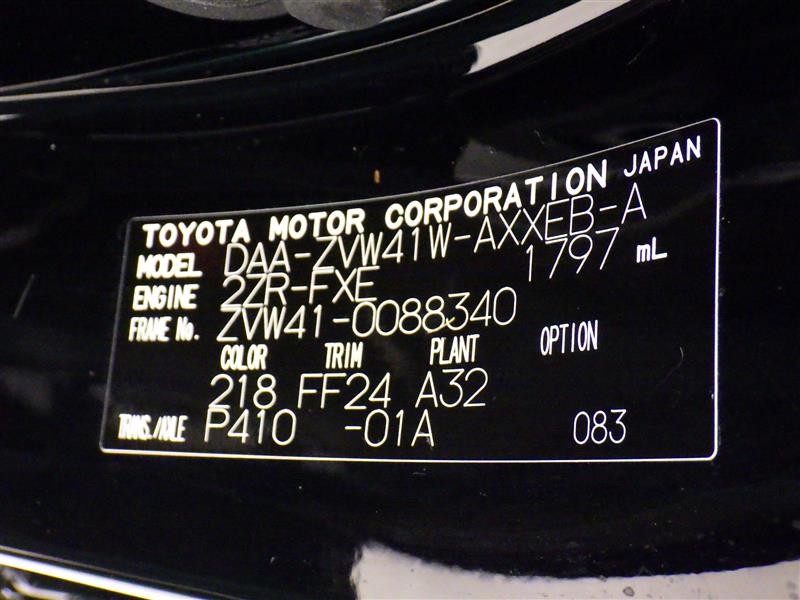 TOYOTA MOTOR CORPORATION JAPAN
MODEL DAA-ZVW41W-AXXEB-A
ENGINE 2ZR-FXE 1797 mL
FRAME No. ZVW41-0088340
COLOR TRIM PLANT OPTION
218 FF24 A32
TRANS./AXLE P410 -01A 083